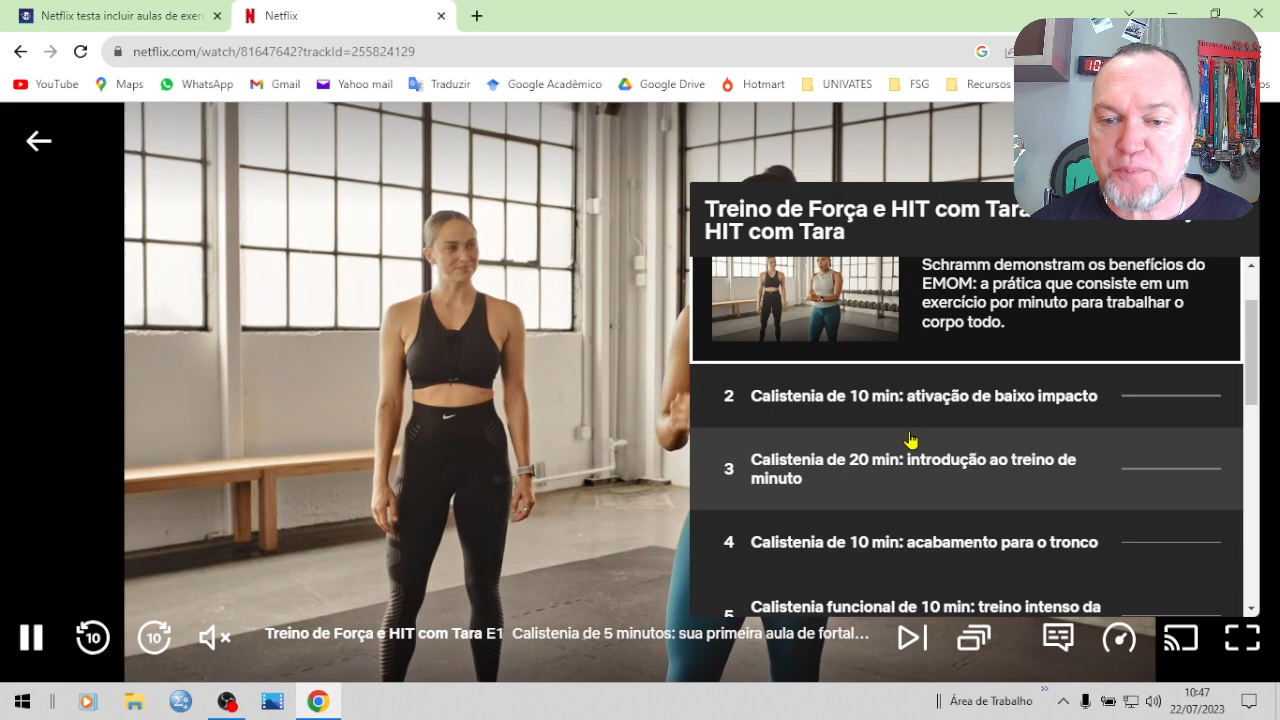 Netflix testa incluir aulas de exerc
Netflix
netflix.com/watch/81647642?trackId=255824129
YouTube
Maps
WhatsApp
Gmail
Yahoo mail
Traduzir
Google Acadêmico
Google Drive
Hotmart
UNIVATES
FSG
Recursos
os
Treino de Força e HIT com Tara
HIT com Tara
Schramm demonstram os benefícios do
EMOM: a prática que consiste em um
exercício por minuto para trabalhar o
corpo todo.
2 Calistenia de 10 min: ativação de baixo impacto
3 Calistenia de 20 min: introdução ao treino de
minuto
4 Calistenia de 10 min: acabamento para o tronco
5 Calistenia funcional de 10 min: treino intenso da
10
10
Treino de Força e HIT com Tara E1 Calistenia de 5 minutos: sua primeira aula de fortal...
Área de Trabalho
10:47
22/07/2023